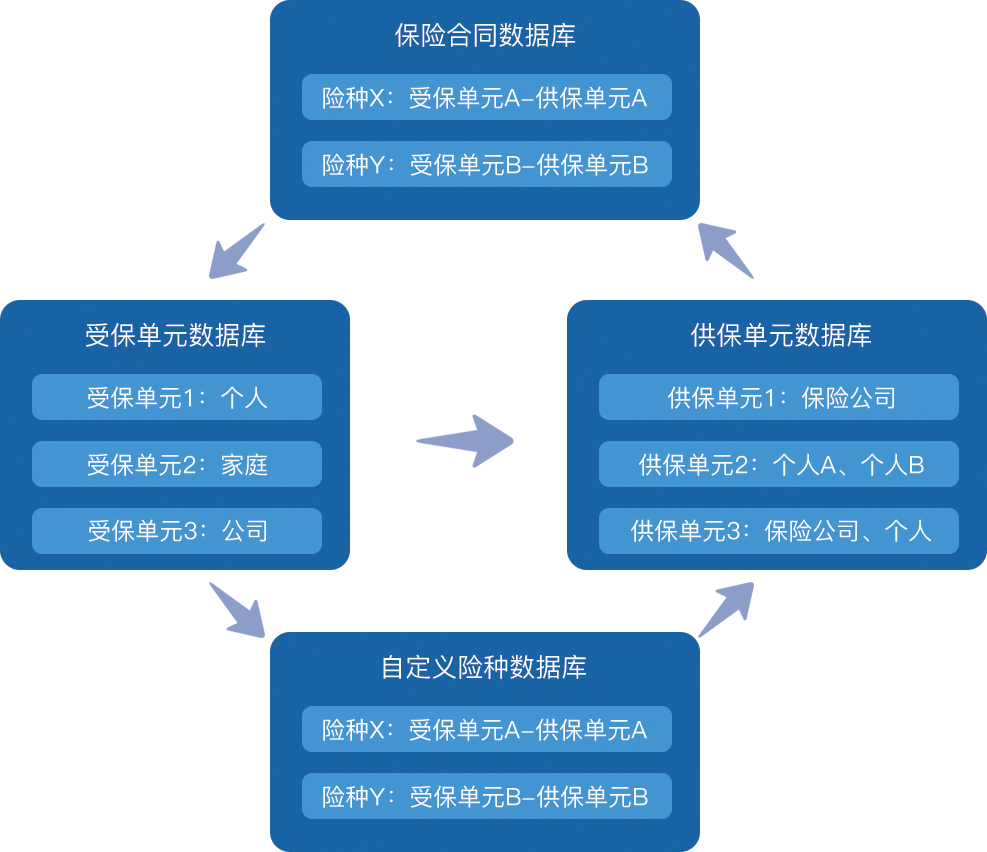 保险合同数据库
险种X：受保单元A-供保单元A
险种Y：受保单元B-供保单元B
受保单元数据库
受保单元1：个人
受保单元2：家庭
受保单元3：公司
供保单元数据库
供保单元1：保险公司
供保单元2：个人A、个人B
供保单元3：保险公司、个人
自定义险种数据库
险种X：受保单元A-供保单元A
险种Y：受保单元B-供保单元B